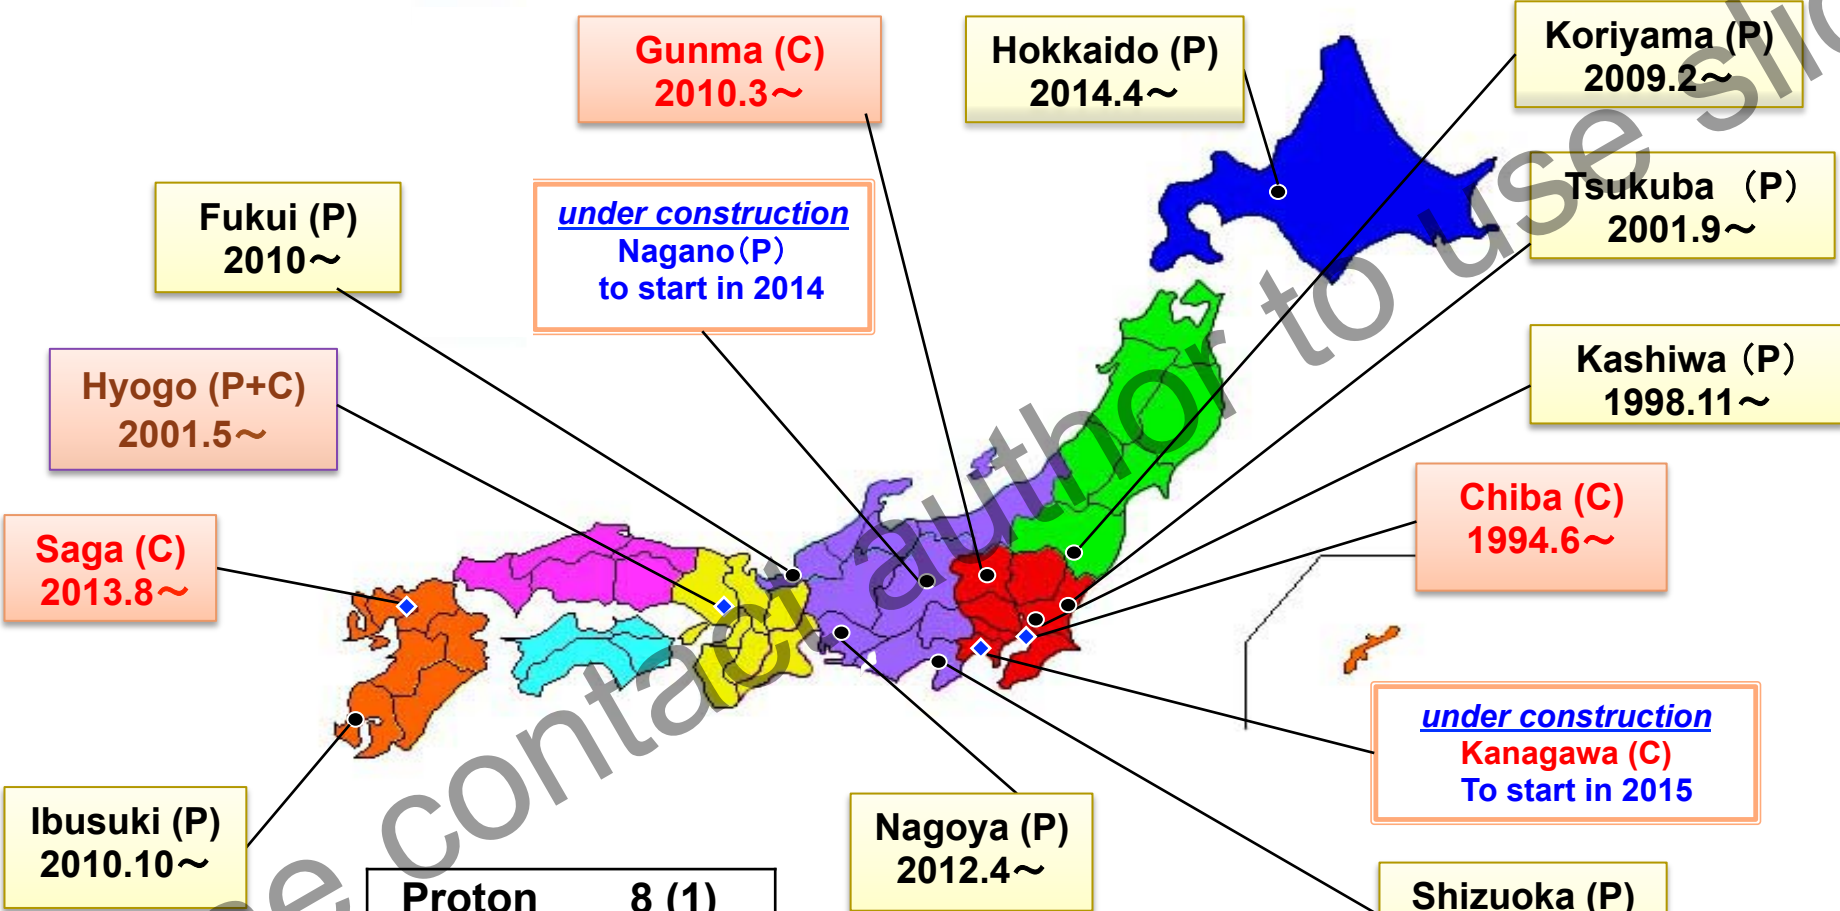 Gunma (C)
2010.3～
Hokkaido (P)
2014.4～
Koriyama (P)
2009.2～
Fukui (P)
2010～
under construction
Nagano（P）
to start in 2014
Tsukuba （P）
2001.9～
Hyogo (P+C)
2001.5～
Kashiwa（P）
1998.11～
Saga (C)
2013.8～
Chiba (C)
1994.6～
under construction
Kanagawa (C)
To start in 2015
Ibusuki (P)
2010.10～
Nagoya (P)
2012.4～
Proton 8 (1)
Shizuoka (P)
contact author to use